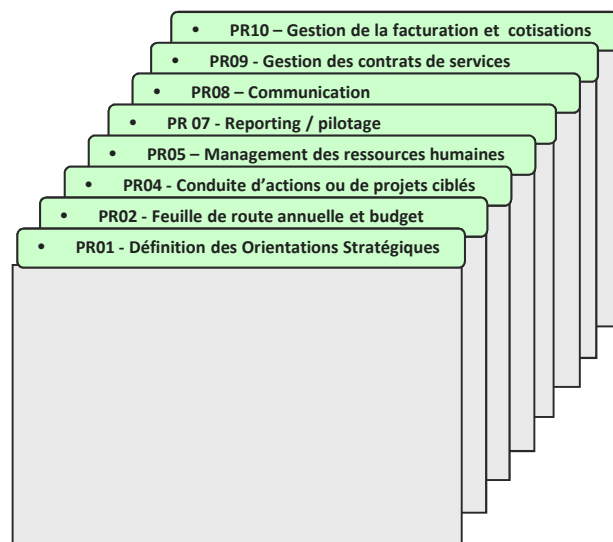 • PR10 – Gestion de la facturation et cotisations
• PR09 - Gestion des contrats de services
• PR08 – Communication
• PR 07 - Reporting / pilotage
• PR05 – Management des ressources humaines
• PR04 - Conduite d'actions ou de projets ciblés
• PR02 - Feuille de route annuelle et budget
• PR01 - Définition des Orientations Stratégiques